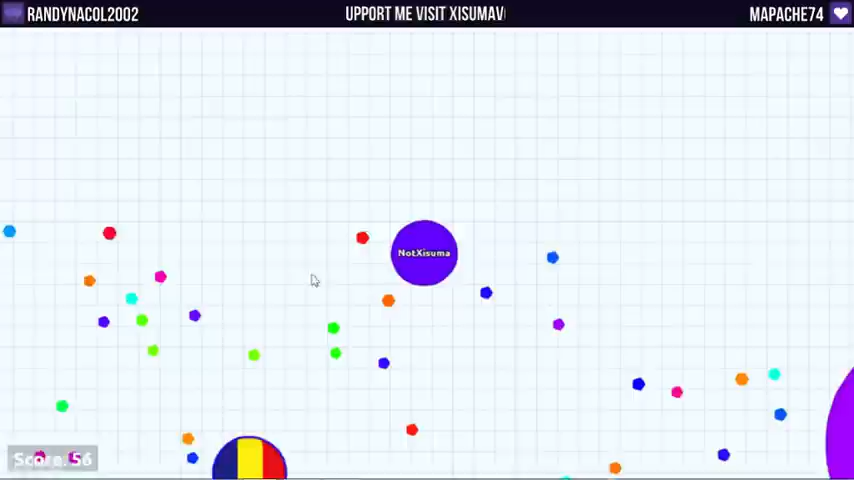 RANDYNACOL2002
UPPORT ME VISIT XISUMAV
MAPACHE74
NotXisuma
Score: 56